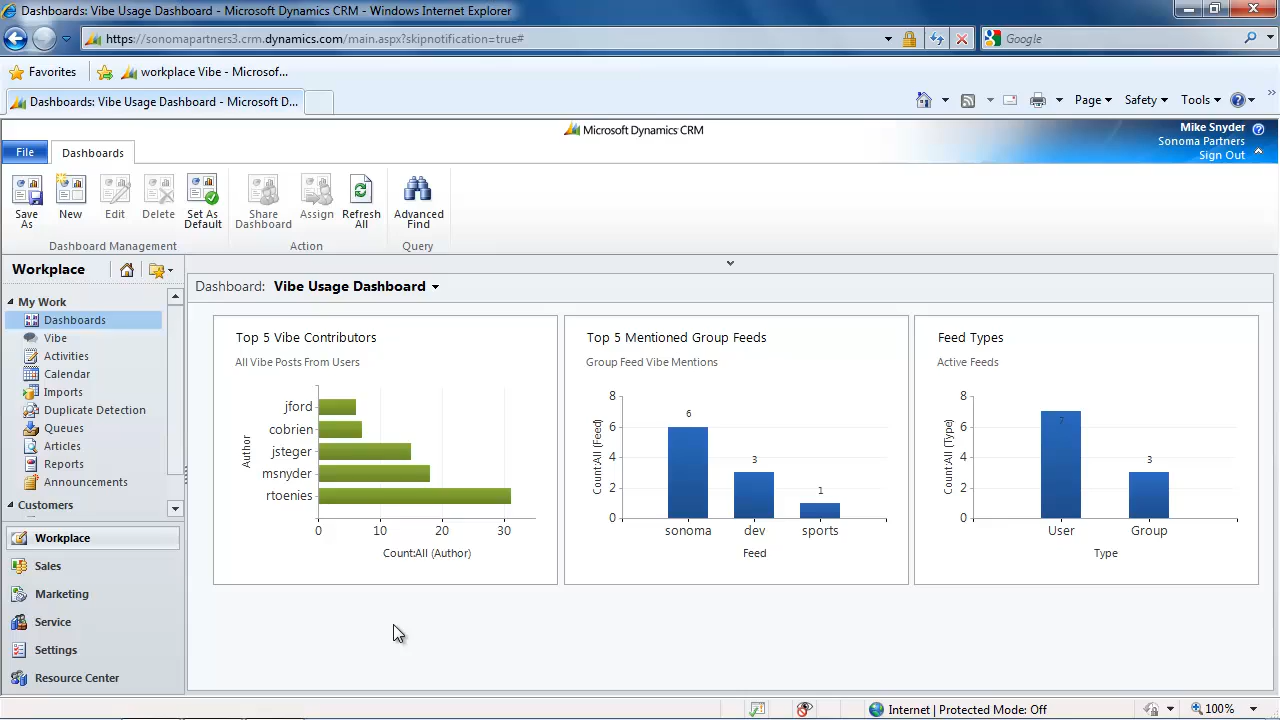 Dashboards: Vibe Usage Dashboard - Microsoft Dynamics CRM - Windows Internet Explorer
https://sonomapartners3.crm.dynamics.com/main.aspx?skipnotification=true#
Google
Favorites
workplace Vibe - Microsof...
Dashboards: Vibe Usage Dashboard - Microsoft D...
Page
Safety
Tools
Microsoft Dynamics CRM
Mike Snyder
Sonoma Partners
Sign Out
File
Dashboards
Save As
New
Edit
Delete
Set As Default
Share Dashboard
Assign
Refresh All
Advanced Find
Dashboard Management
Action
Query
Workplace
My Work
Dashboards
Vibe
Activities
Calendar
Imports
Duplicate Detection
Queues
Articles
Reports
Announcements
Customers
Workplace
Sales
Marketing
Service
Settings
Resource Center
Dashboard: Vibe Usage Dashboard
Top 5 Vibe Contributors
All Vibe Posts From Users
Author
jford
cobrien
jsteger
msnyder
rtoenies
0 10 20 30
Count:All (Author)
Top 5 Mentioned Group Feeds
Group Feed Vibe Mentions
Count:All (Feed)
8
6
4
2
0
6
3
1
sonoma dev sports
Feed
Feed Types
Active Feeds
Count:All (Type)
8
6
4
2
0
7
3
User Group
Type
Internet | Protected Mode: Off
100%